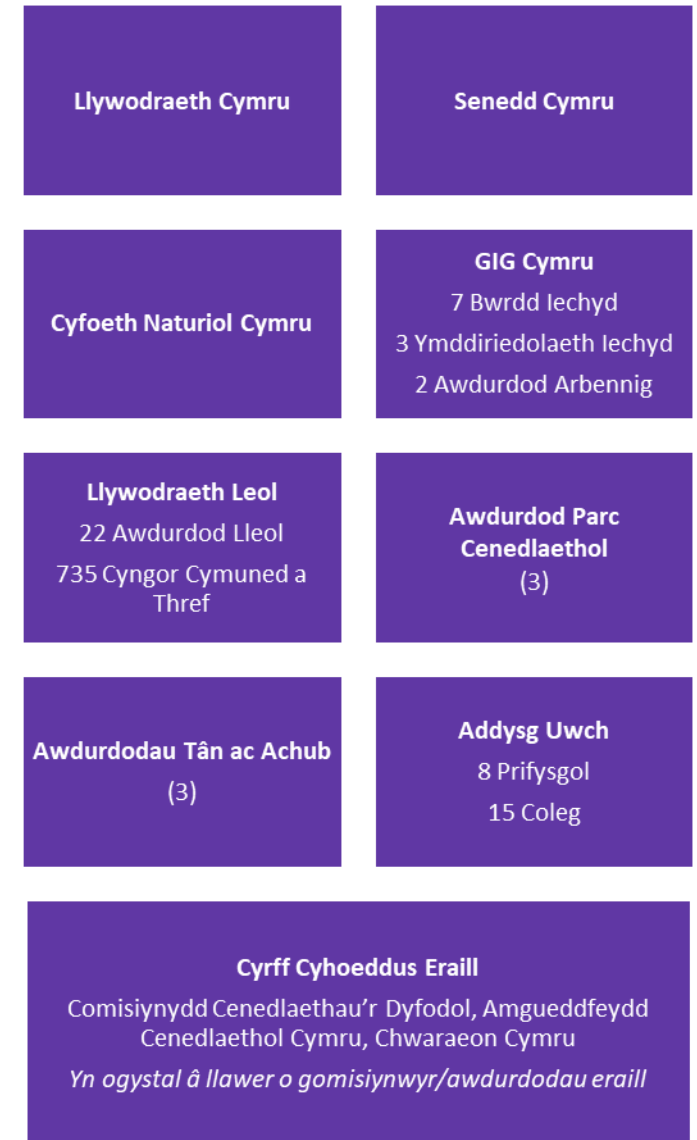 Llywodraeth Cymru
Senedd Cymru
Cyfoeth Naturiol Cymru
GIG Cymru
7 Bwrdd Iechyd
3 Ymddiriedolaeth Iechyd
2 Awdurdod Arbennig
Llywodraeth Leol
22 Awdurdod Lleol
735 Cyngor Cymuned a
Thref
Awdurdod Parc
Cenedlaethol
(3)
Awdurdodau Tân ac Achub
(3)
Addysg Uwch
8 Prifysgol
15 Coleg
Cyrff Cyhoeddus Eraill
Comisiynydd Cenedlaethau’r Dyfodol, Amgueddfeydd
Cenedlaethol Cymru, Chwaraeon Cymru
Yn ogystal â llawer o gomisiynwyr/awdurdodau eraill